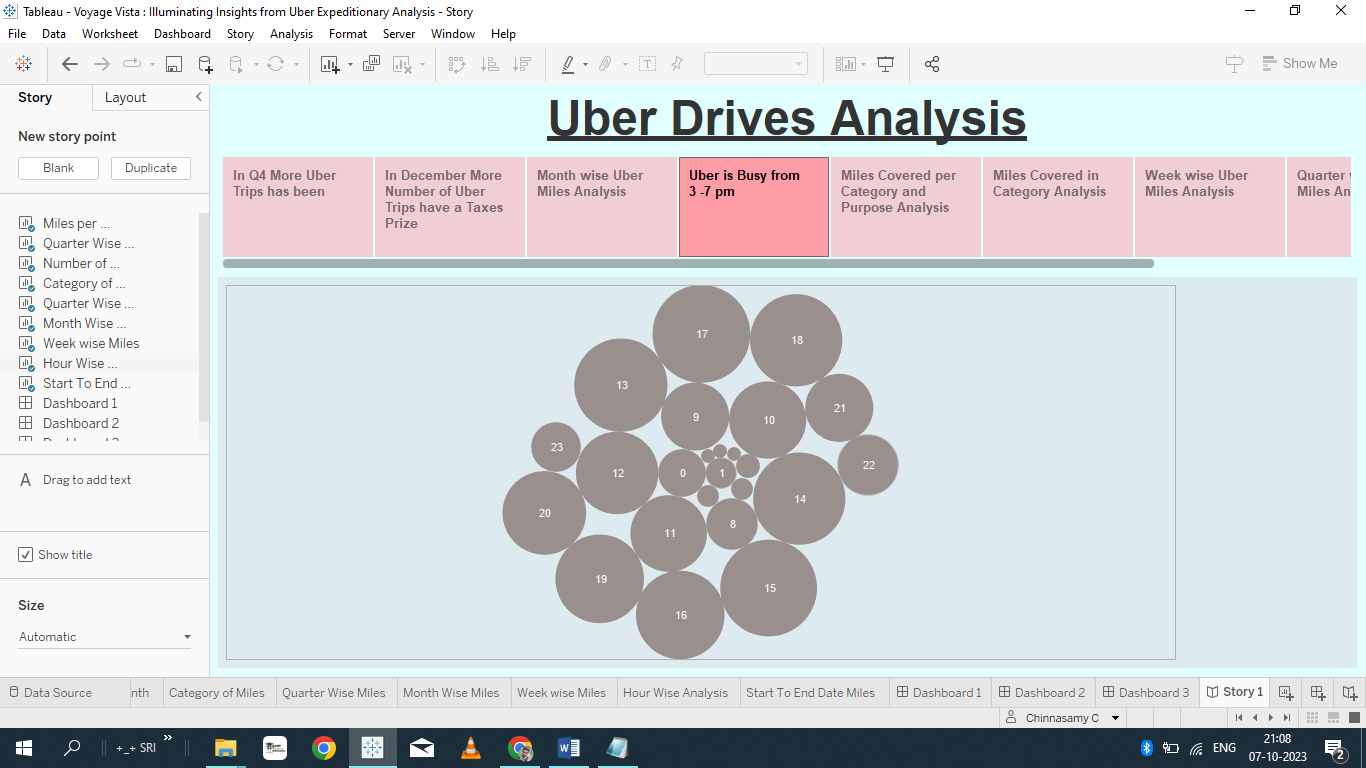 Tableau - Voyage Vista : Illuminating Insights from Uber Expeditionary Analysis - Story
File Data Worksheet Dashboard Story Analysis Format Server Window Help
Show Me
Story Layout
New story point
Blank Duplicate
Miles per ...
Quarter Wise ...
Number of ...
Category of ...
Quarter Wise ...
Month Wise ...
Week wise Miles
Hour Wise ...
Start To End ...
Dashboard 1
Dashboard 2
A Drag to add text
Show title
Size
Automatic
Uber Drives Analysis
In Q4 More Uber
Trips has been
In December More
Number of Uber
Trips have a Taxes
Prize
Month wise Uber
Miles Analysis
Uber is Busy from
3 -7 pm
Miles Covered per
Category and
Purpose Analysis
Miles Covered in
Category Analysis
Week wise Uber
Miles Analysis
Quarter
Miles An
17
18
13
21
9
10
23
22
12
0
1
14
20
8
11
19
15
16
Data Source nth Category of Miles Quarter Wise Miles Month Wise Miles Week wise Miles Hour Wise Analysis Start To End Date Miles Dashboard 1 Dashboard 2 Dashboard 3 Story 1
Chinnasamy C
+_+ SRI » ENG 21:08
07-10-2023
2